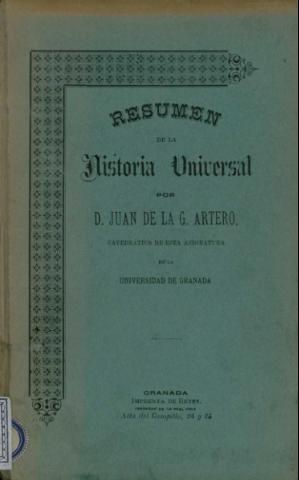 RESUMEN
DE LA
Historia Universal
POR
D. JUAN DE LA G. ARTERO,
CATEDRÁTICO DE ESTA ASIGNATURA
EN LA
UNIVERSIDAD DE GRANADA
GRANADA
IMPRENTA DE REYES,
Alta del Campillo, 24 y 25